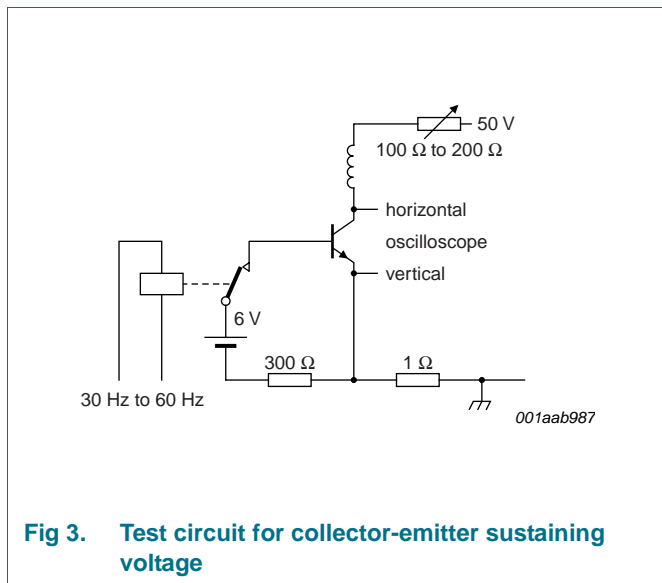 50 V
100 Ω to 200 Ω
horizontal
oscilloscope
vertical
6 V
300 Ω
1 Ω
30 Hz to 60 Hz
001aab987
Fig 3. Test circuit for collector-emitter sustaining
voltage